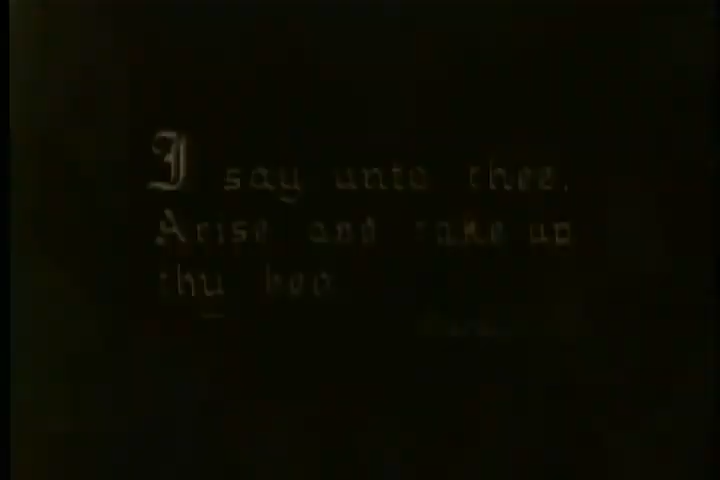 I say unto thee,
Arise and take up
thy bed